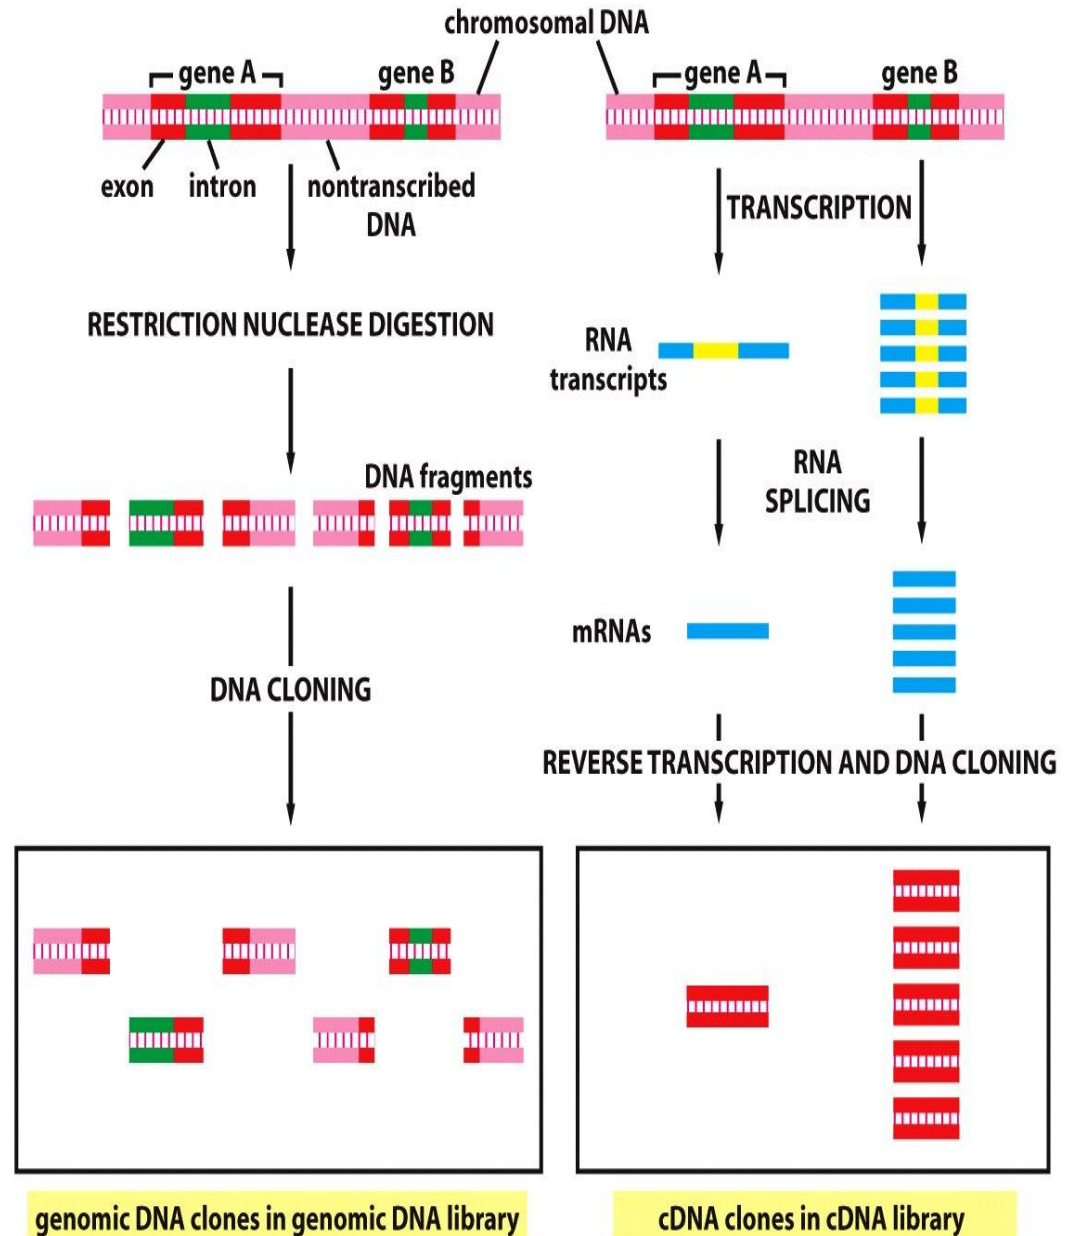 chromosomal DNA
gene A
gene B
gene A
gene B
exon
intron
nontranscribed
DNA
TRANSCRIPTION
RESTRICTION NUCLEASE DIGESTION
RNA
transcripts
DNA fragments
RNA
SPLICING
mRNAs
DNA CLONING
REVERSE TRANSCRIPTION AND DNA CLONING
genomic DNA clones in genomic DNA library
cDNA clones in cDNA library